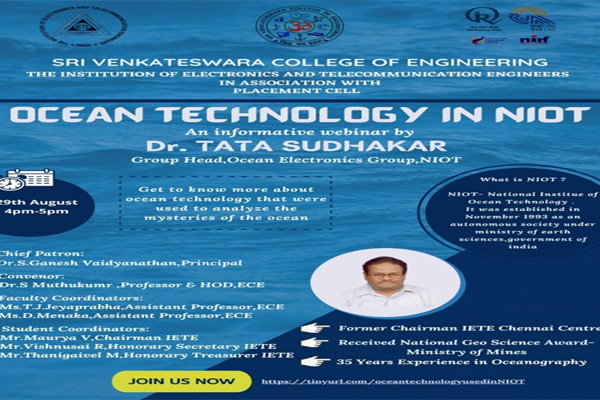 SRI VENKATESWARA COLLEGE OF ENGINEERING
THE INSTITUTION OF ELECTRONICS AND TELECOMMUNICATION ENGINEERS
IN ASSOCIATION WITH
PLACEMENT CELL
OCEAN TECHNOLOGY IN NIOT
An informative webinar by
Dr. TATA SUDHAKAR
Group Head,Ocean Electronics Group,NIOT
29th August
4pm-5pm
Get to know more about
ocean technology that were
used to analyze the
mysteries of the ocean
What is NIOT ?
NIOT- National Institue of
Ocean Technology .
It was established in
November 1993 as an
autonomous society under
ministry of earth
sciences,government of
india
Chief Patron:
Dr.S.Ganesh Vaidyanathan,Principal
Convenor:
Dr.S Muthukumr ,Professor & HOD,ECE
Faculty Coordinators:
Ms.T.J.Jeyaprabha,Assistant Professor,ECE
Ms.D.Menaka,Assistant Professor,ECE
Student Coordinators:
Mr.Maurya V,Chairman IETE
Mr.Vishnusai R,Honorary Secretary IETE
Mr.Thanigaivel M,Honorary Treasurer IETE
Former Chairman IETE Chennai Centre
Received National Geo Science Award-
Ministry of Mines
35 Years Experience in Oceanography
JOIN US NOW
https://tinyurl.com/oceantechnologyusedinNIOT